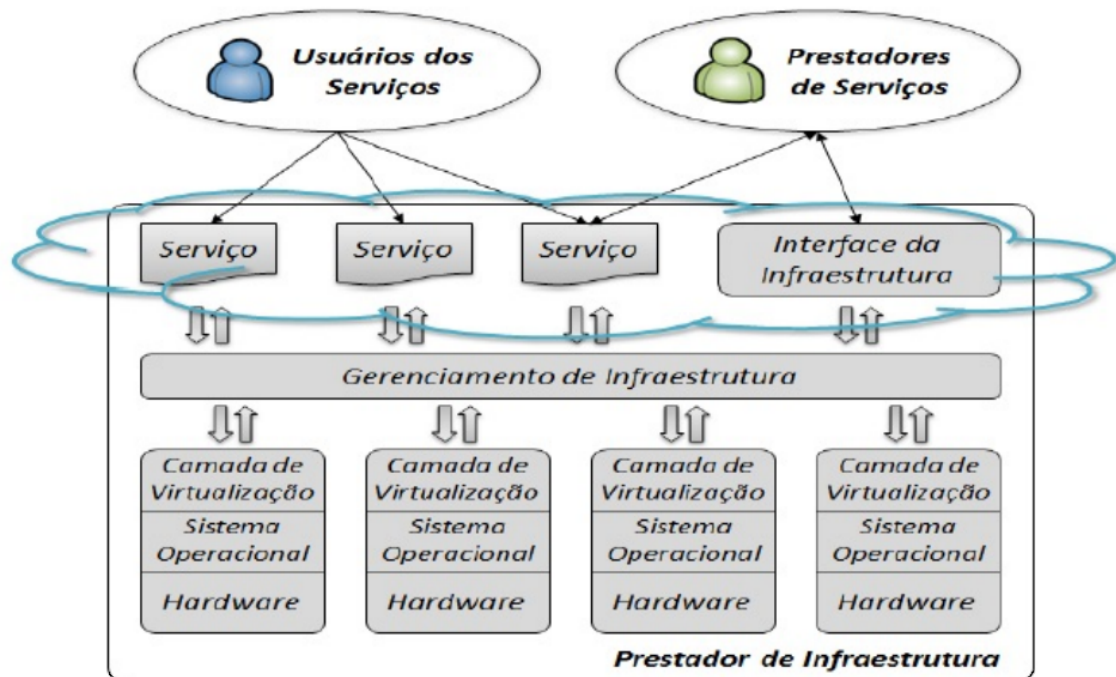 Usuários dos
Serviços
Prestadores
de Serviços
Serviço
Serviço
Serviço
Interface da
Infraestrutura
Gerenciamento de Infraestrutura
Camada de
Virtualização
Sistema
Operacional
Hardware
Camada de
Virtualização
Sistema
Operacional
Hardware
Camada de
Virtualização
Sistema
Operacional
Hardware
Camada de
Virtualização
Sistema
Operacional
Hardware
Prestador de Infraestrutura